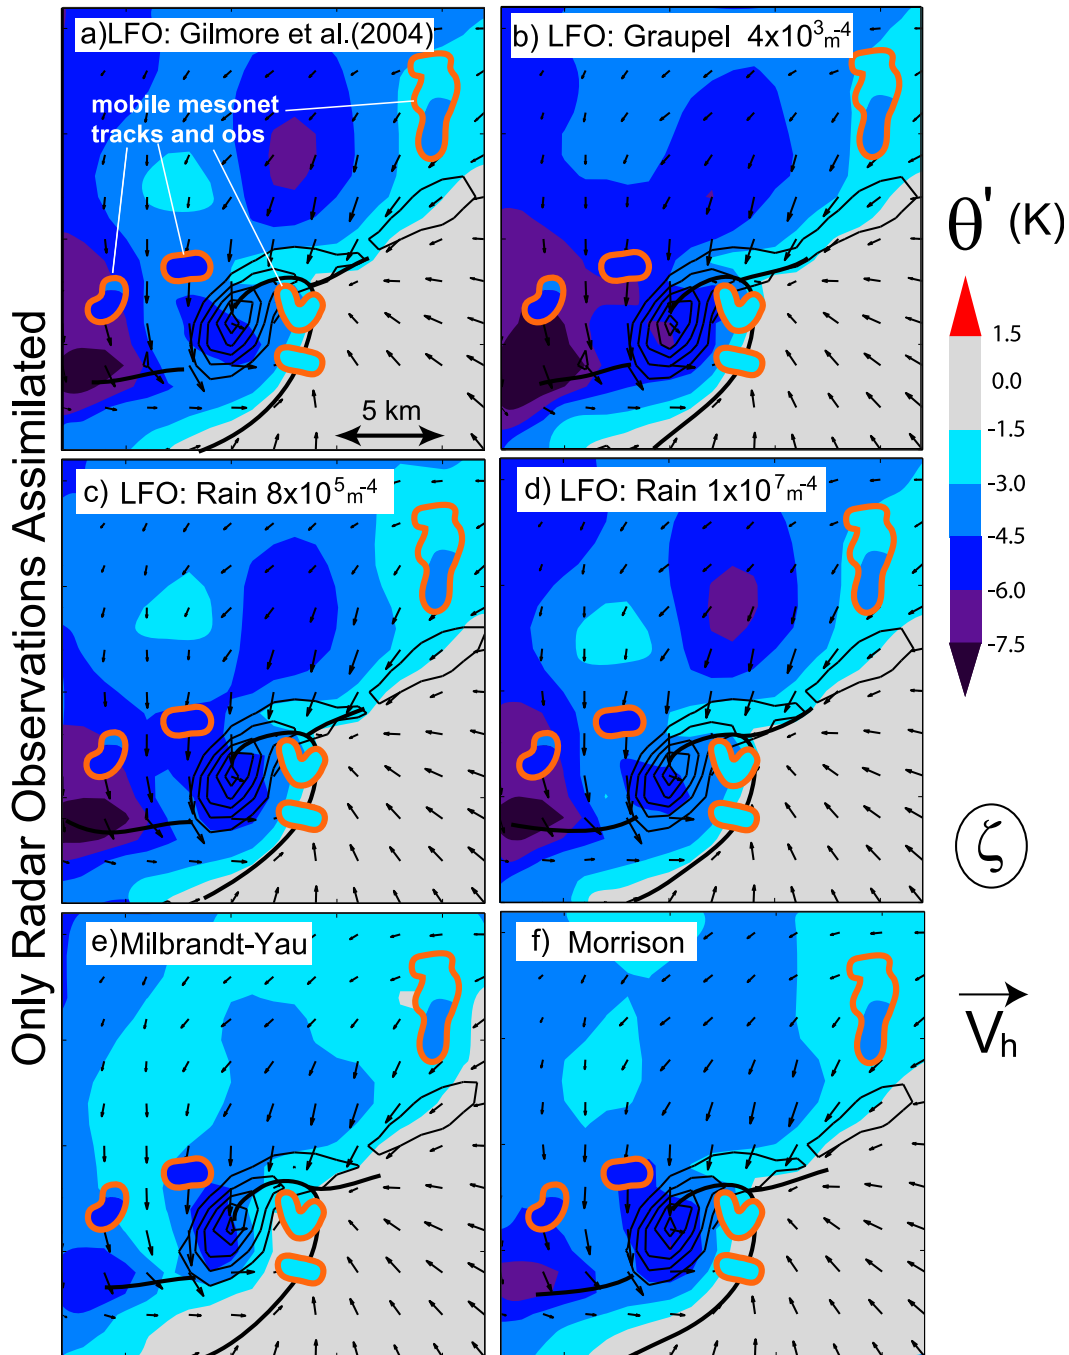 a)LFO: Gilmore et al.(2004)
b) LFO: Graupel 4x10³m⁻⁴
mobile mesonet
tracks and obs
5 km
c) LFO: Rain 8x10⁵m⁻⁴
d) LFO: Rain 1x10⁷m⁻⁴
e)Milbrandt-Yau
f) Morrison
Only Radar Observations Assimilated
θ' (K)
1.5
0.0
-1.5
-3.0
-4.5
-6.0
-7.5
ζ
Vₕ